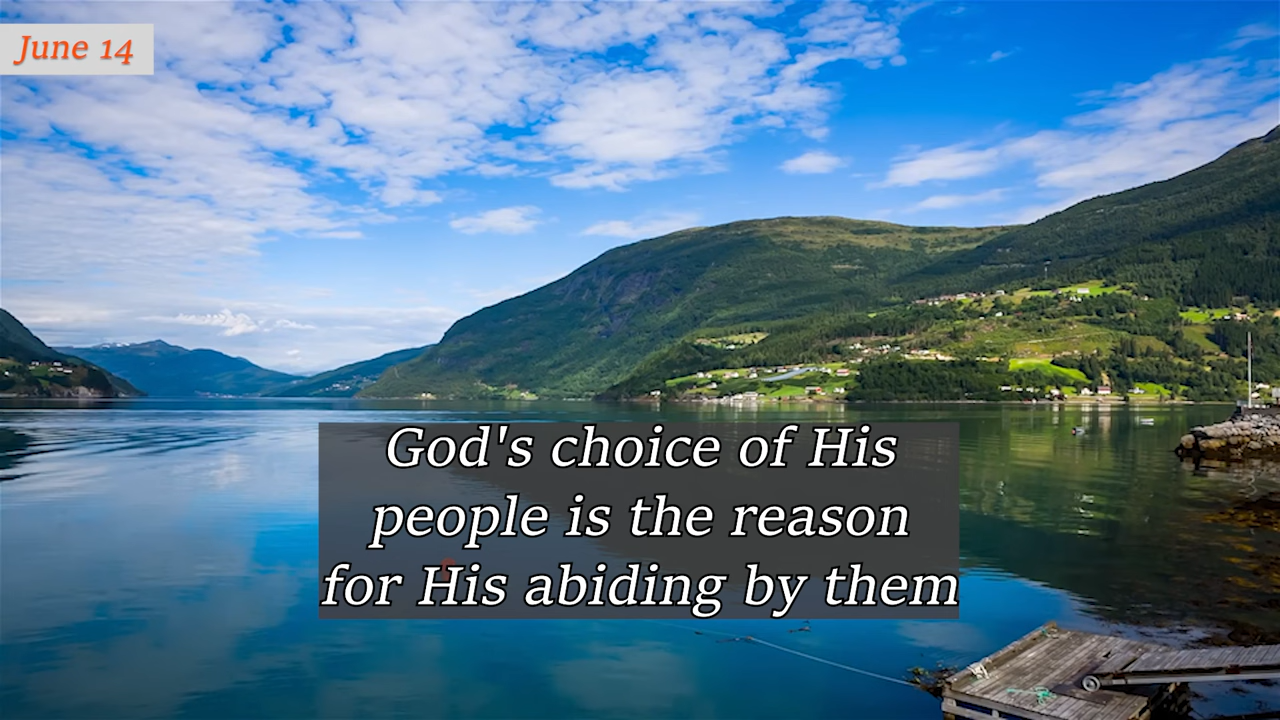 June 14
God's choice of His
people is the reason
for His abiding by them